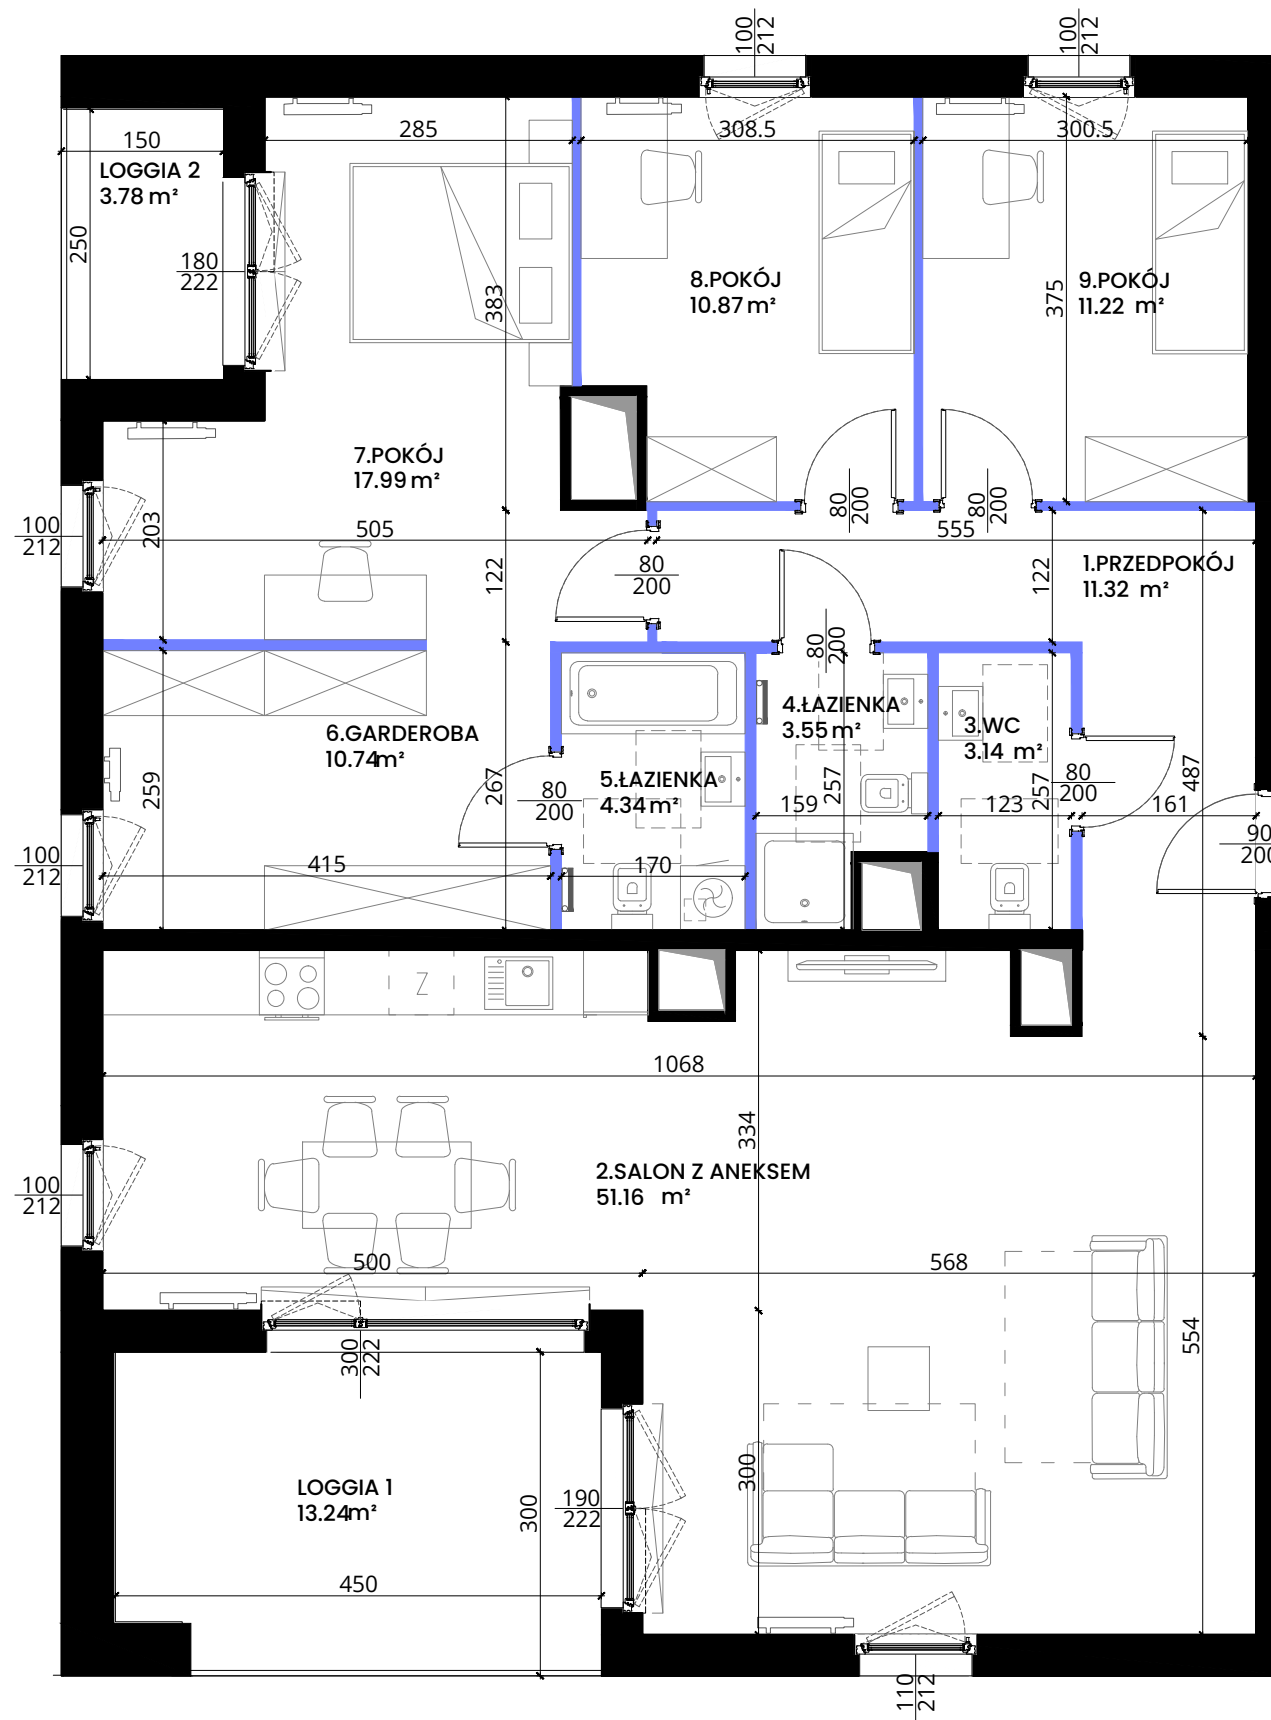 100
212
100
212
150
285
308.5
300.5
LOGGIA 2
3.78 m²
250
180
222
383
8.POKÓJ
10.87 m²
375
9.POKÓJ
11.22 m²
7.POKÓJ
17.99 m²
80
200
80
200
100
212
203
505
555
122
80
200
122
1.PRZEDPOKÓJ
11.32 m²
80
200
6.GARDEROBA
10.74m²
4.ŁAZIENKA
3.55 m²
3.WC
3.14 m²
5.ŁAZIENKA
4.34 m²
259
267
80
200
257
159
123
257
80
200
487
161
90
200
100
212
415
170
Z
1068
334
2.SALON Z ANEKSEM
51.16 m²
100
212
500
568
300
222
554
LOGGIA 1
13.24m²
300
190
222
300
450
110
212